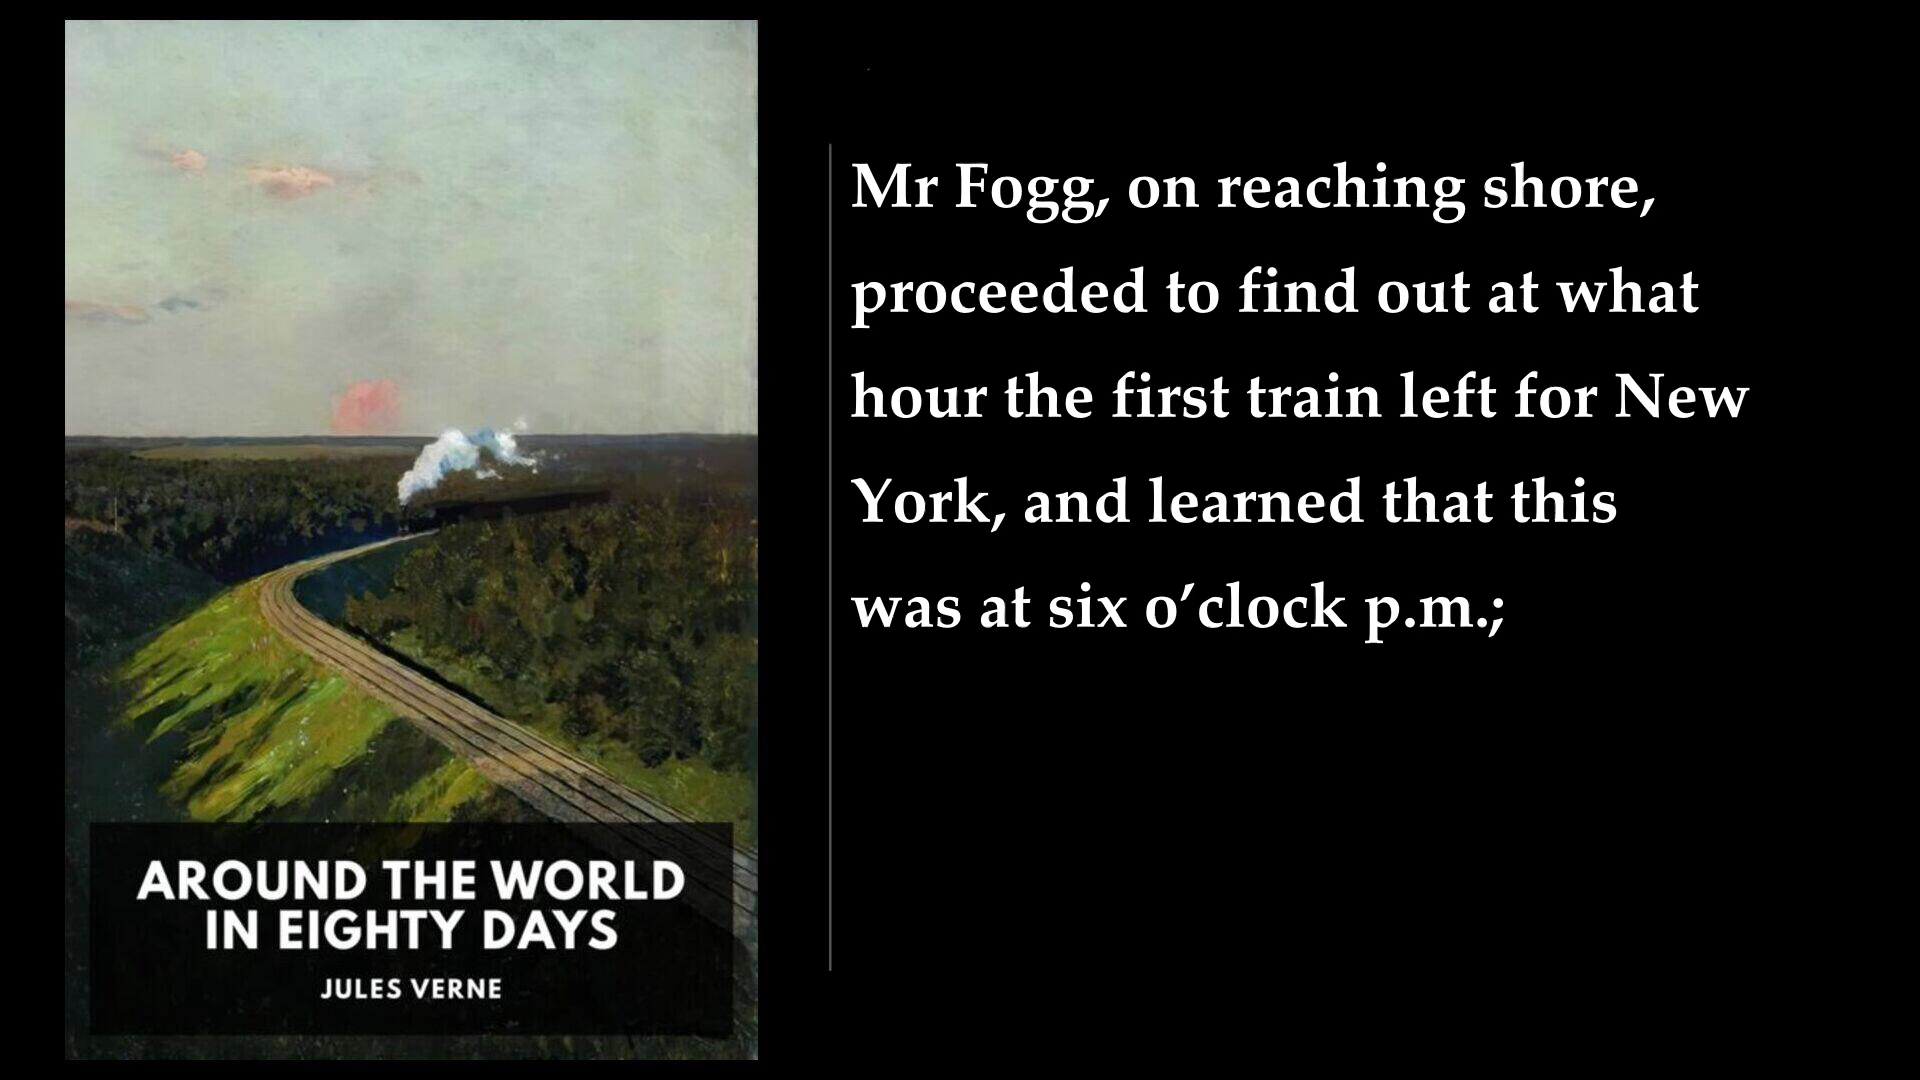 Mr Fogg, on reaching shore,
proceeded to find out at what
hour the first train left for New
York, and learned that this
was at six o’clock p.m.;
AROUND THE WORLD
IN EIGHTY DAYS
JULES VERNE